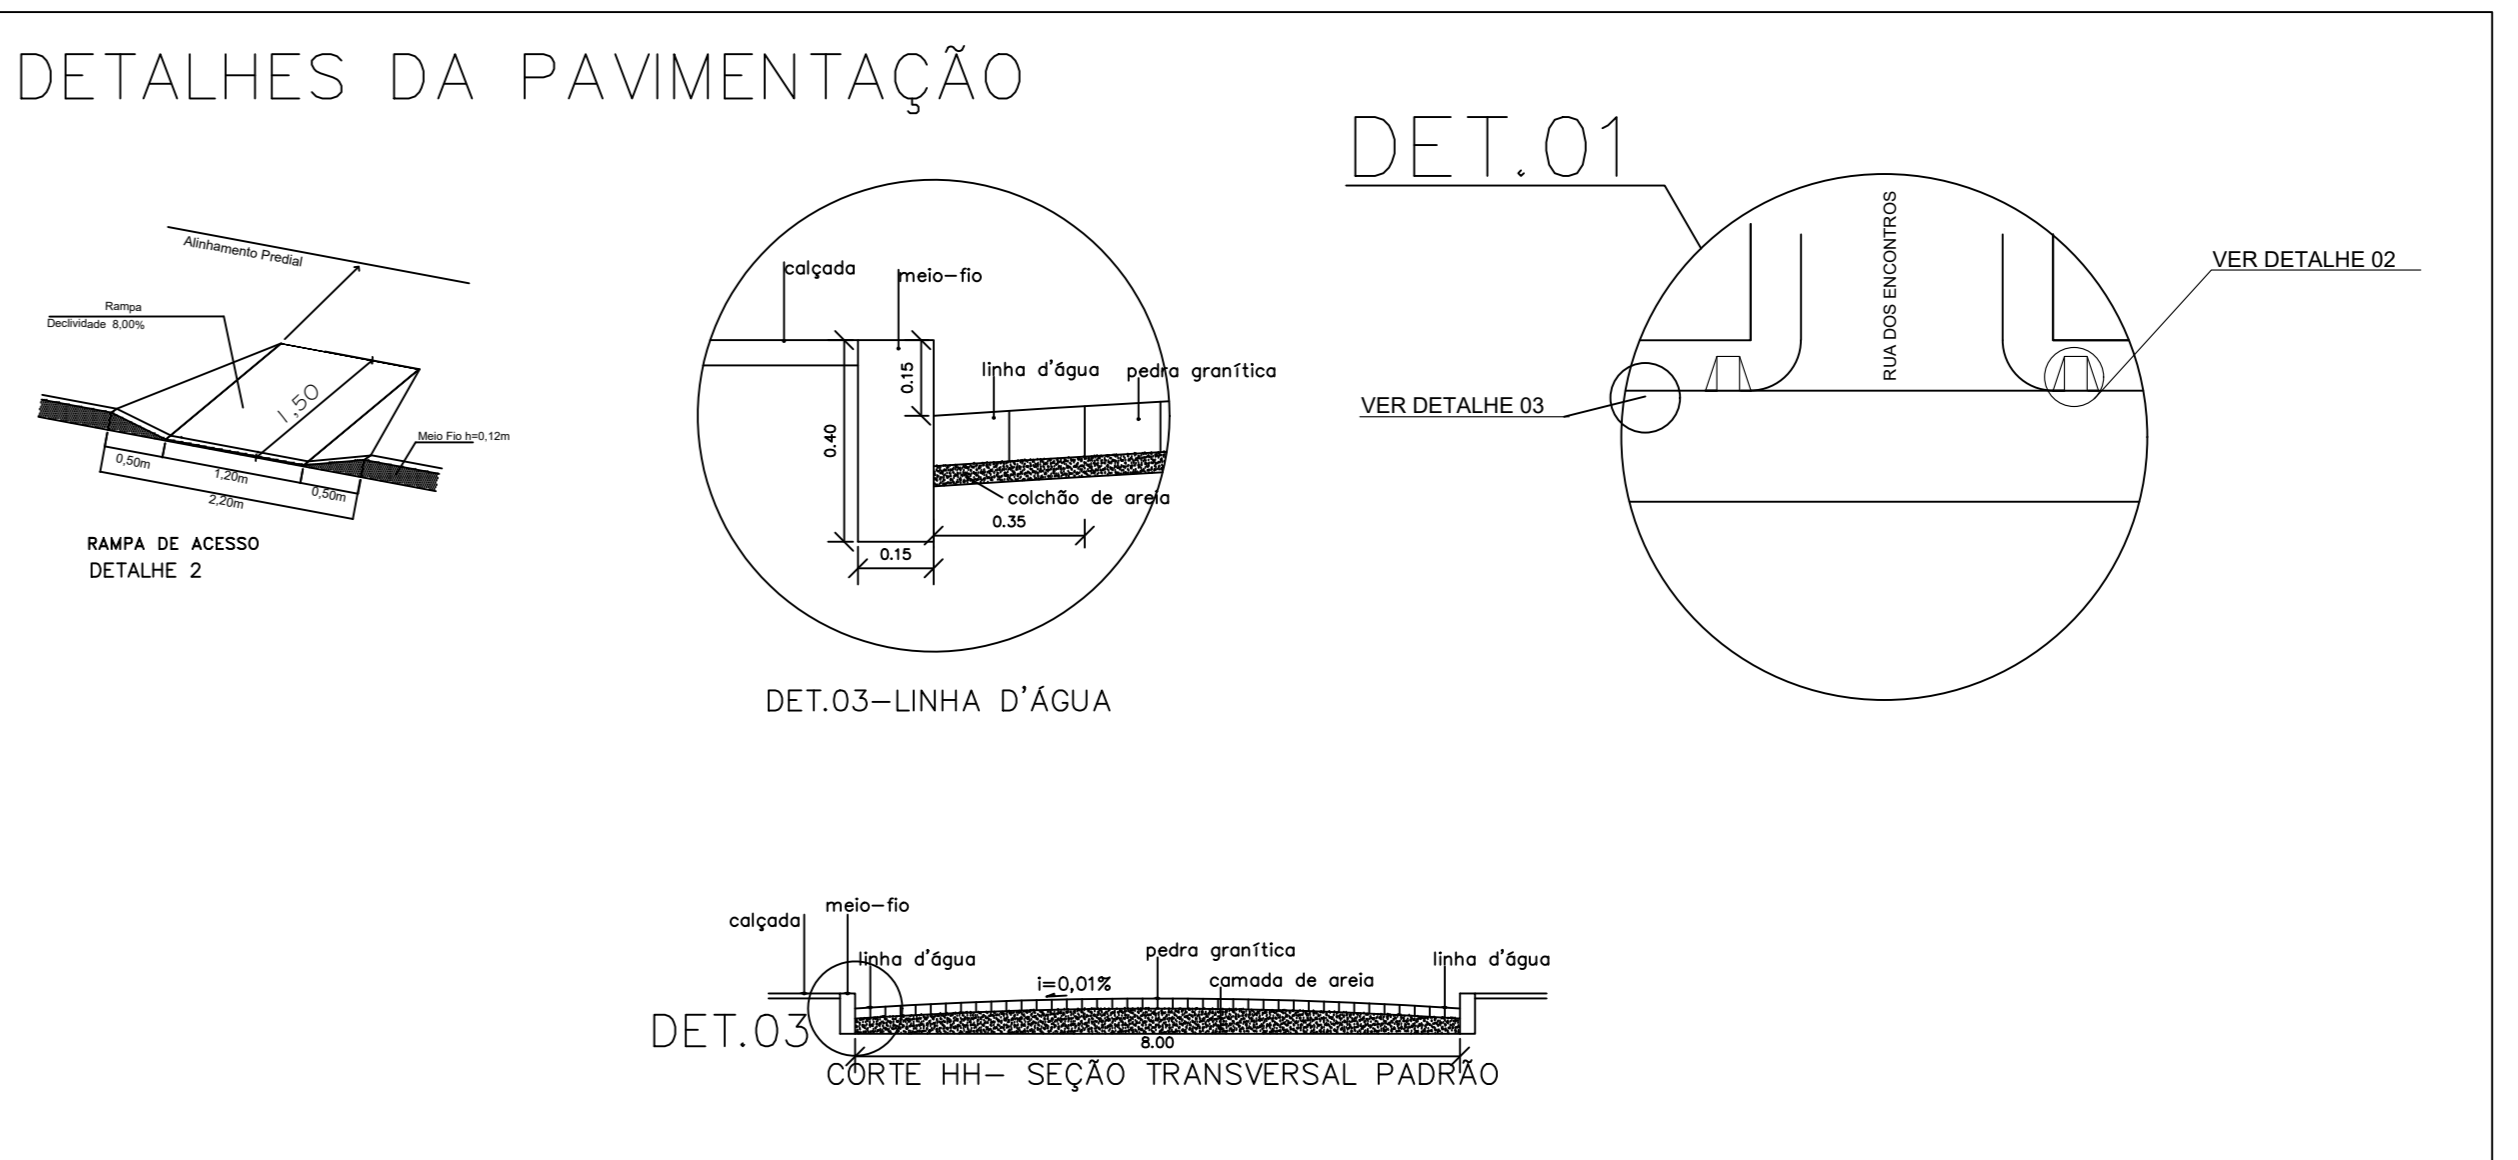 DETALHES DA PAVIMENTAÇÃO
DET.01
Alinhamento Predial
Rampa
Declividade 8,00%
1,50
Meio Fio h=0,12m
0,50m
1,20m
0,50m
2,20m
RAMPA DE ACESSO
DETALHE 2
calçada
meio-fio
0.15
linha d'água
pedra granítica
0.40
colchão de areia
0.35
0.15
DET.03-LINHA D'ÁGUA
RUA DOS ENCONTROS
VER DETALHE 02
VER DETALHE 03
calçada
meio-fio
linha d'água
pedra granítica
linha d'água
i=0,01%
camada de areia
DET.03
8.00
CORTE HH- SEÇÃO TRANSVERSAL PADRÃO